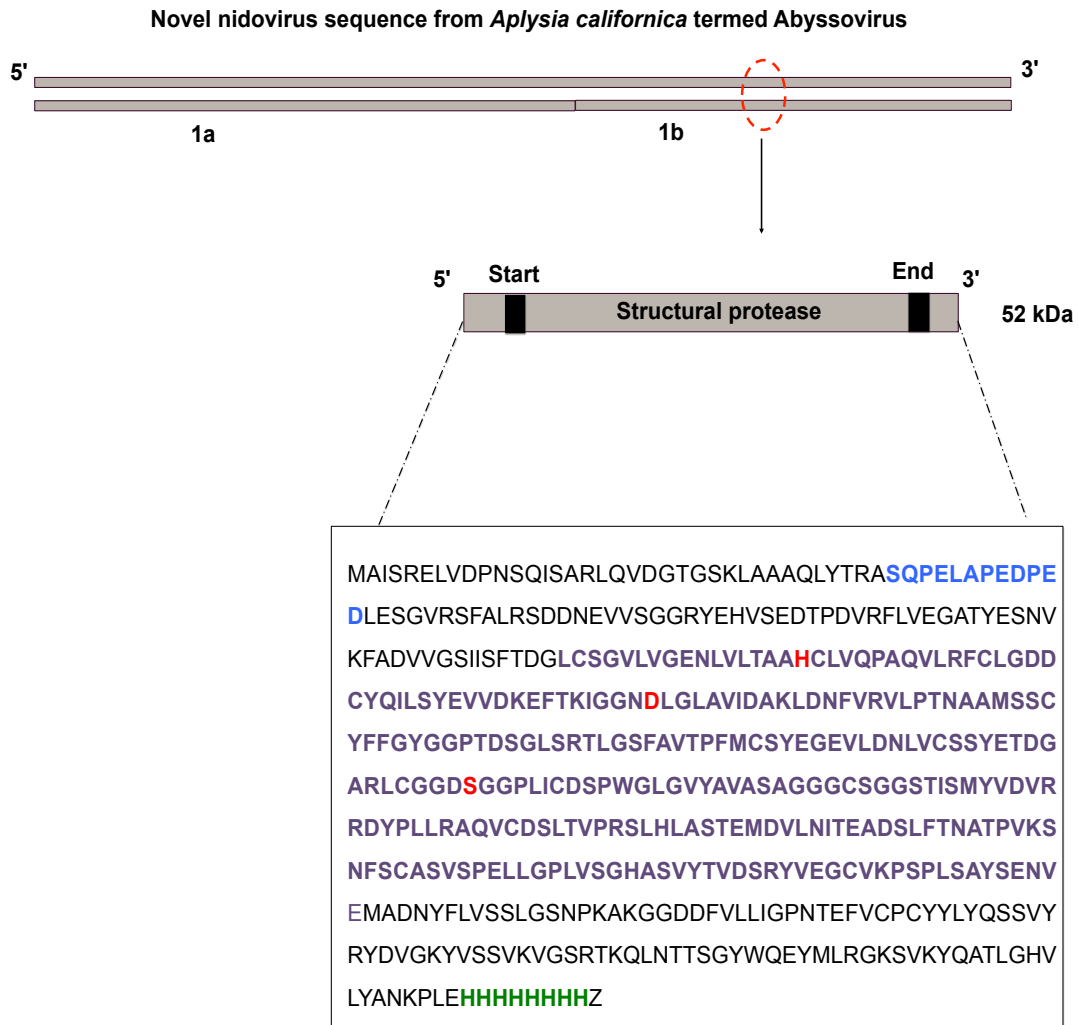 Novel nidovirus sequence from Aplysia californica termed Abyssovirus
5' 3'
1a 1b
5' Start End 3'
Structural protease 52 kDa
MAISRELVDPNSQISARLQVDGTGSKLAAAQLYTRASQPELAPEDPE
DLESGVRSFALRSDDNEVVSGGRYEHVSEDTPDVRFLVEGATYESNV
KFADVVGSIISFTDGLCSGVLVGENLVLTAAHCLVQPAQVLRFCLGDD
CYQILSYEVVDKEFTKIGGNDLGLAVIDAKLDNFVRVLPTNAAMSSC
YFFGYGGPTDSGLSRTLGSFAVTPFMCSYEGEVLDNLVCSSYETDG
ARLCGGDSGGPLICDSPWGLGVYAVASAGGGCSGGSTISMYVDVR
RDYPLLRAQVCDSLTVPRSLHLASTEMDVLNITEADSLFTNATPVKS
NFSCASVSPELLGPLVSGHASVYTVDSRYVEGCVKPSPLSAYSENV
EMADNYFLVSSLGSNPKAKGGDDFVLLIGPNTEFVCPCYYLYQSSVY
RYDVGKYVSSVKVGSRTKQLNTTSGYWQEYMLRGKSVKYQATLGHV
LYANKPLEHHHHHHHHZ